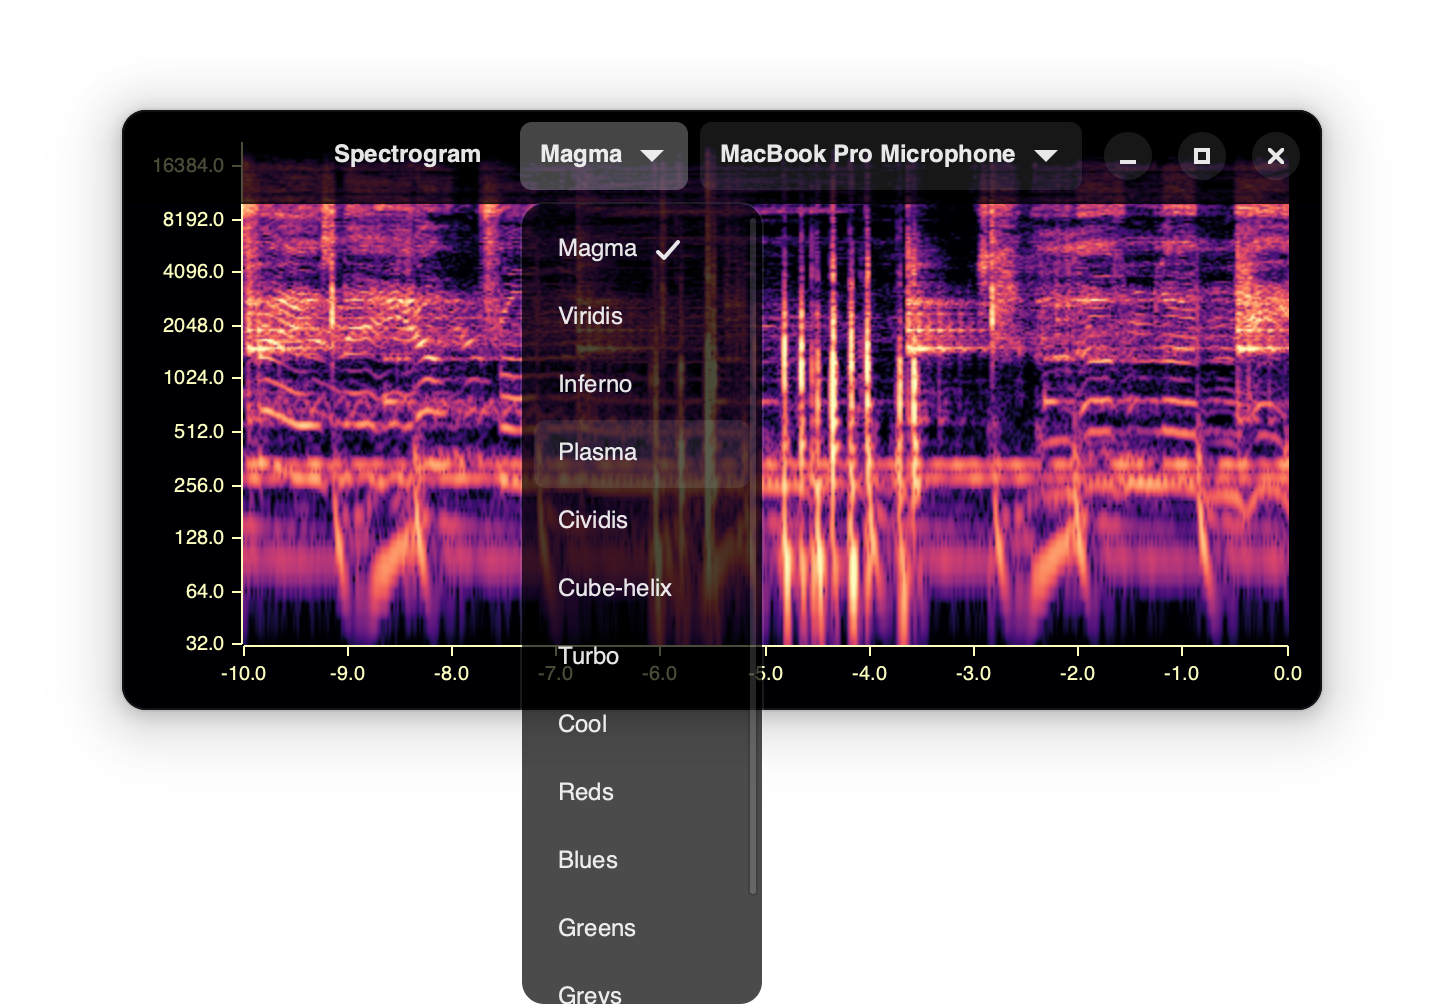 Spectrogram
Magma
MacBook Pro Microphone
16384.0
8192.0
4096.0
2048.0
1024.0
512.0
256.0
128.0
64.0
32.0
Magma
Viridis
Inferno
Plasma
Cividis
Cube-helix
Turbo
Cool
Reds
Blues
Greens
Greys
-10.0 -9.0 -8.0 -7.0 -6.0 -5.0 -4.0 -3.0 -2.0 -1.0 0.0